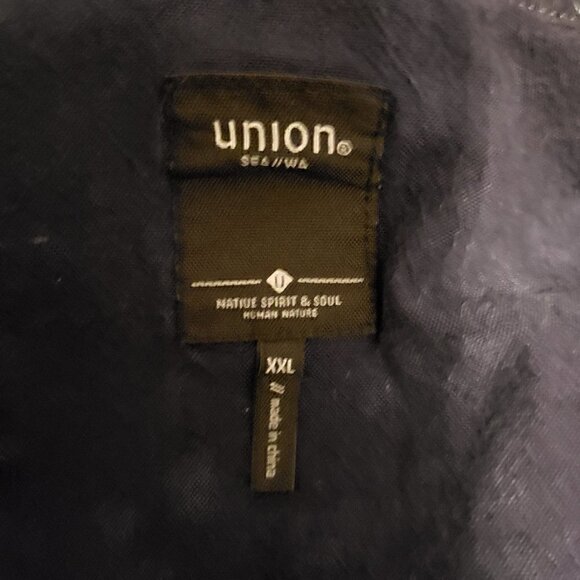 union®
SEA//WA
U
NATIVE SPIRIT & SOUL
HUMAN NATURE
XXL
// made in china